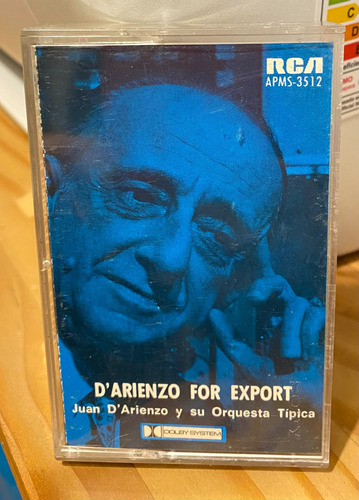 RCA
APMS-3512
D'ARIENZO FOR EXPORT
Juan D'Arienzo y su Orquesta Típica
DOLBY SYSTEM
C
D